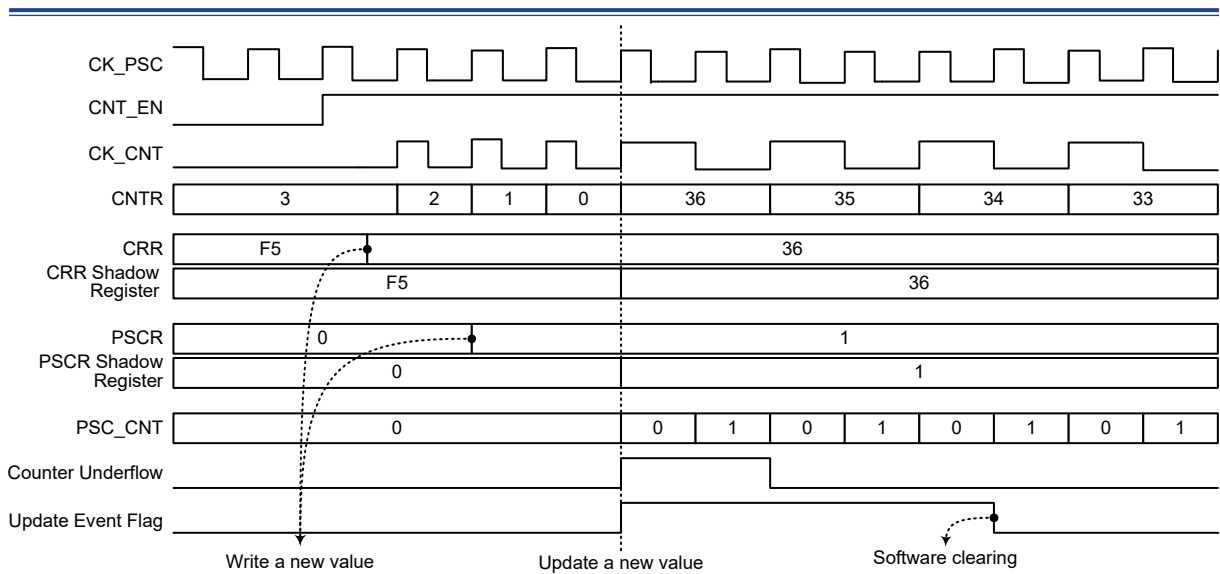 CK_PSC
CNT_EN
CK_CNT
CNTR 3 2 1 0 36 35 34 33
CRR F5 36
CRR Shadow
Register F5 36
PSCR 0 1
PSCR Shadow
Register 0 1
PSC_CNT 0 0 1 0 1 0 1 0 1
Counter Underflow
Update Event Flag
Write a new value Update a new value Software clearing